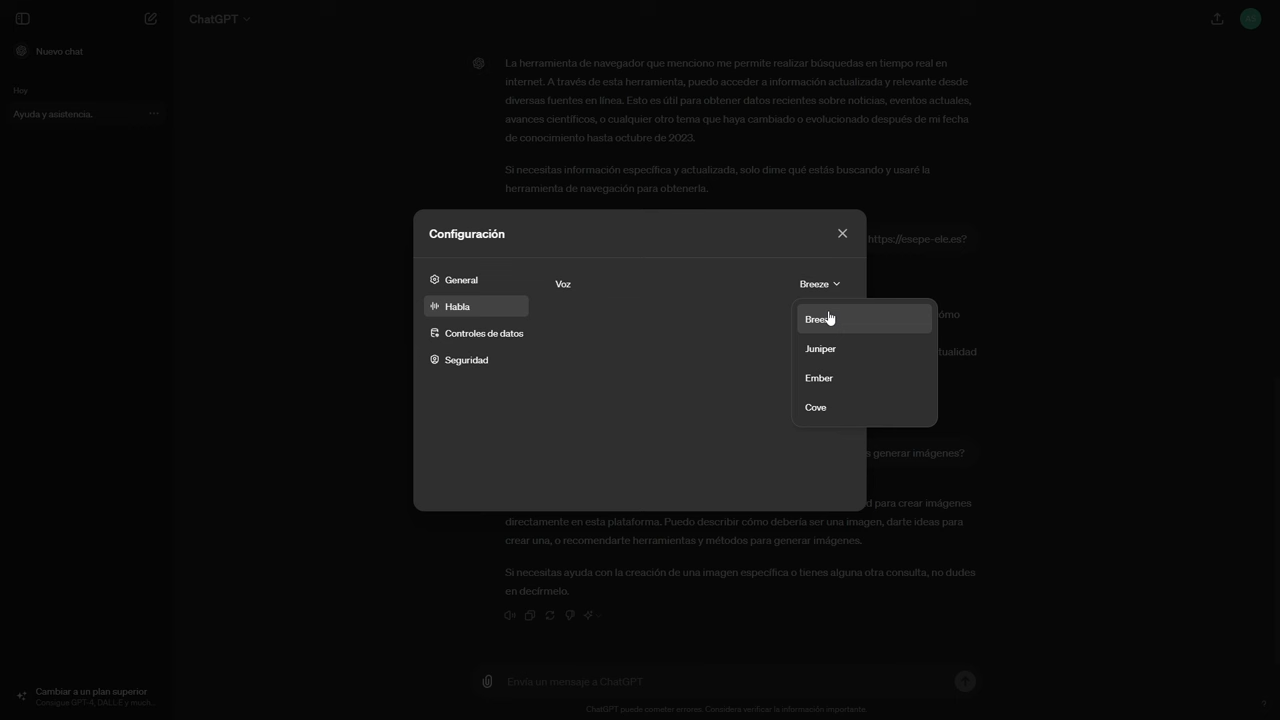 ChatGPT
Nuevo chat
Hoy
Ayuda y asistencia.
La herramienta de navegador que menciono me permite realizar búsquedas en tiempo real en
internet. A través de esta herramienta, puedo acceder a información actualizada y relevante desde
diversas fuentes en línea. Esto es útil para obtener datos recientes sobre noticias, eventos actuales,
avances científicos, o cualquier otro tema que haya cambiado o evolucionado después de mi fecha
de conocimiento hasta octubre de 2023.
Si necesitas información específica y actualizada, solo dime qué estás buscando y usaré la
herramienta de navegación para obtenerla.
https://esepe-ele.es?
Configuración
General
Habla
Controles de datos
Seguridad
Voz
Breeze
Breeze
Juniper
Ember
Cove
ómo
tualidad
s generar imágenes?
d para crear imágenes
directamente en esta plataforma. Puedo describir cómo debería ser una imagen, darte ideas para
crear una, o recomendarte herramientas y métodos para generar imágenes.
Si necesitas ayuda con la creación de una imagen específica o tienes alguna otra consulta, no dudes
en decírmelo.
Envía un mensaje a ChatGPT
ChatGPT puede cometer errores. Considera verificar la información importante.
Cambiar a un plan superior
Consigue GPT-4, DALL·E y much...
?